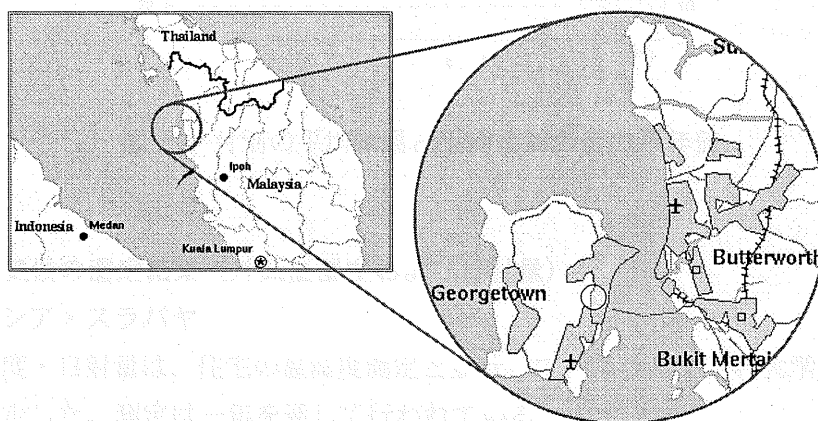 Thailand
Ipoh
Malaysia
Indonesia
Medan
Kuala Lumpur
Georgetown
Butterworth
Bukit Mertaj